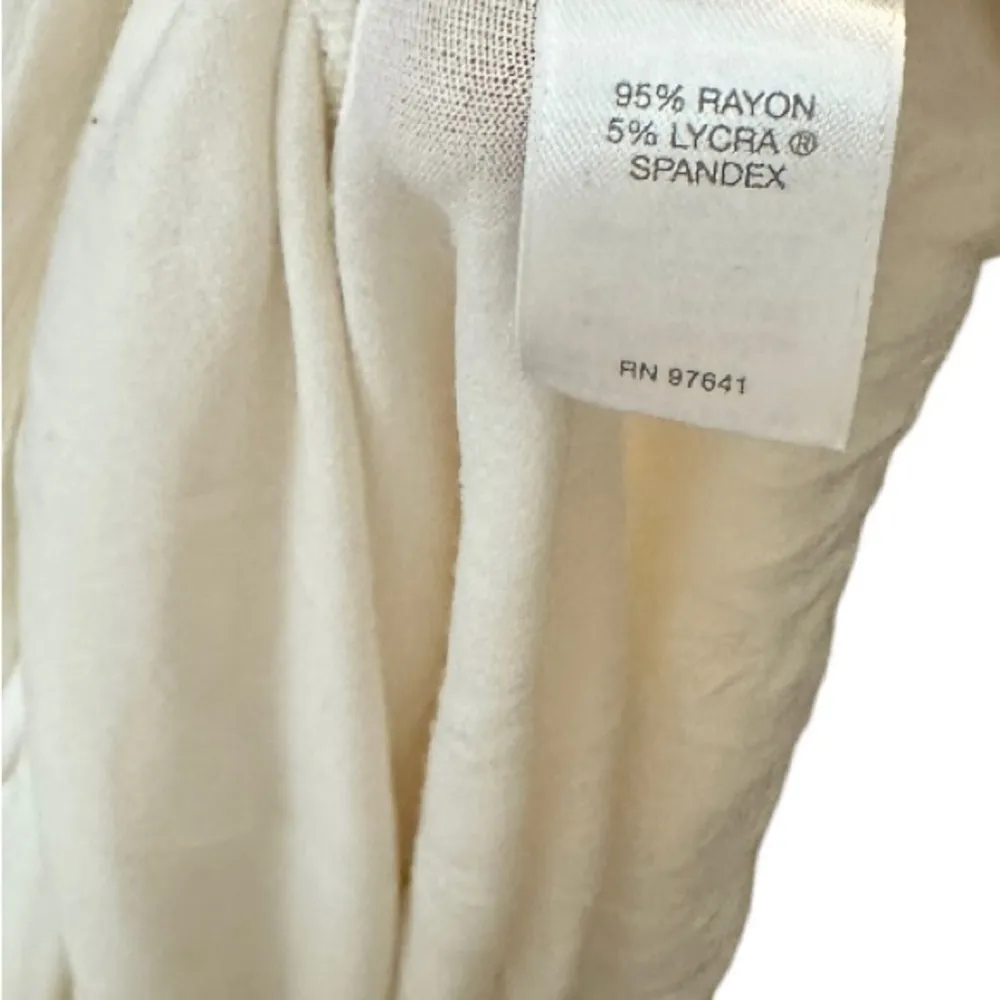 95% RAYON
5% LYCRA ®
SPANDEX
RN 97641